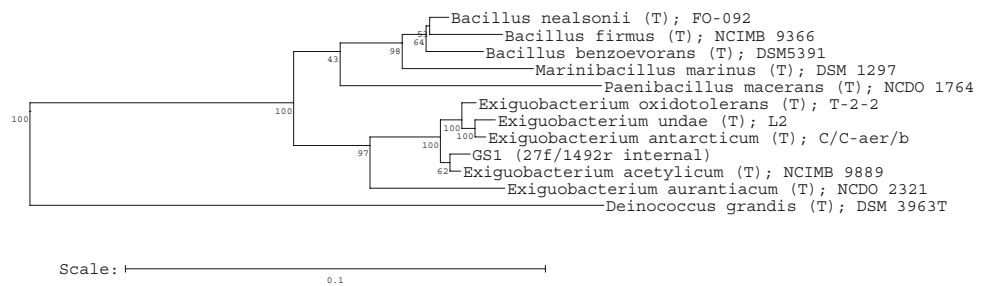 Bacillus nealsonii (T); FO-092
53
Bacillus firmus (T); NCIMB 9366
64
98
Bacillus benzoevorans (T); DSM5391
43
Marinibacillus marinus (T); DSM 1297
Paenibacillus macerans (T); NCDO 1764
100
100
Exiguobacterium oxidotolerans (T); T-2-2
100
Exiguobacterium undae (T); L2
100
Exiguobacterium antarcticum (T); C/C-aer/b
100
97
GS1 (27f/1492r internal)
62
Exiguobacterium acetylicum (T); NCIMB 9889
Exiguobacterium aurantiacum (T); NCDO 2321
Deinococcus grandis (T); DSM 3963T
Scale:
0.1